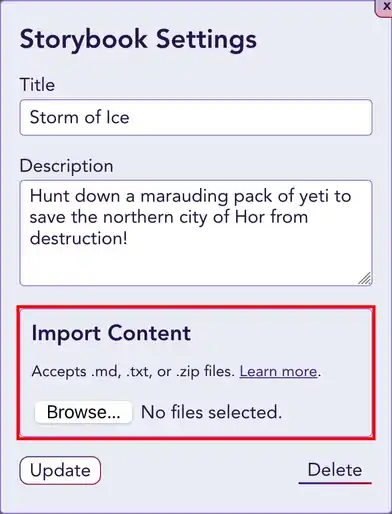 x
Storybook Settings
Title
Storm of Ice
Description
Hunt down a marauding pack of yeti to
save the northern city of Hor from
destruction!
Import Content
Accepts .md, .txt, or .zip files. Learn more.
Browse... No files selected.
Update
Delete